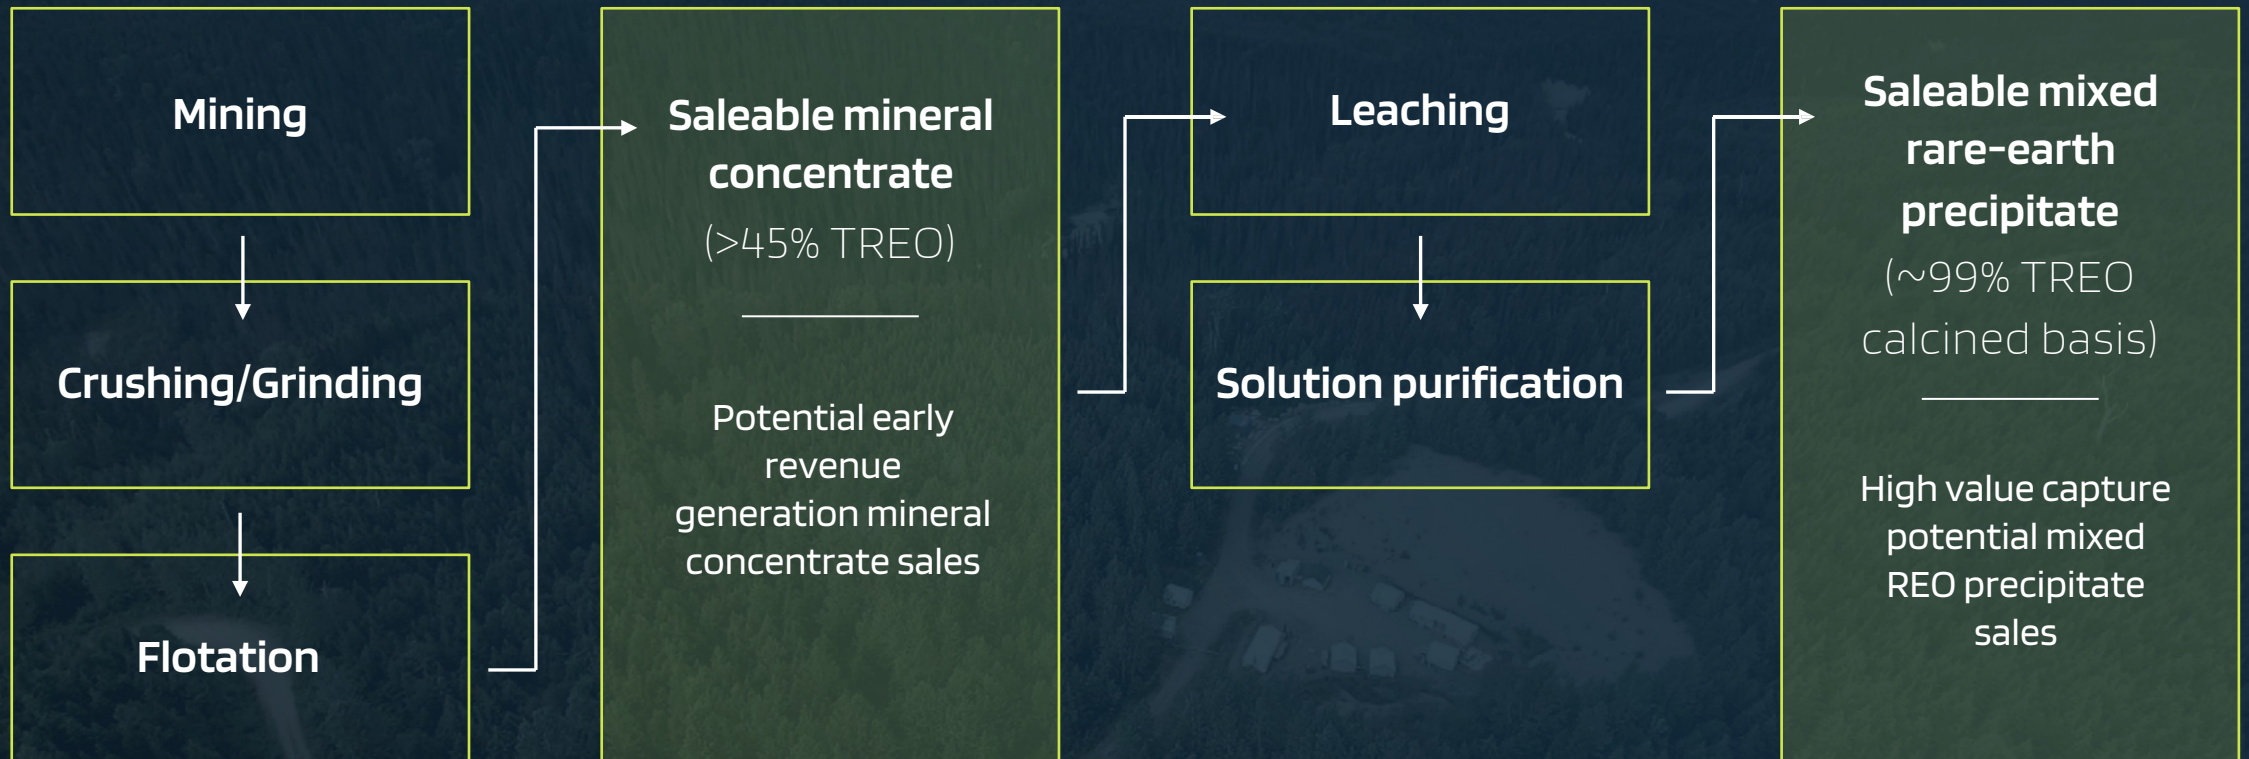 Mining
Crushing/Grinding
Flotation
Saleable mineral
concentrate
(>45% TREO)
Potential early
revenue
generation mineral
concentrate sales
Leaching
Solution purification
Saleable mixed
rare-earth
precipitate
(~99% TREO
calcined basis)
High value capture
potential mixed
REO precipitate
sales